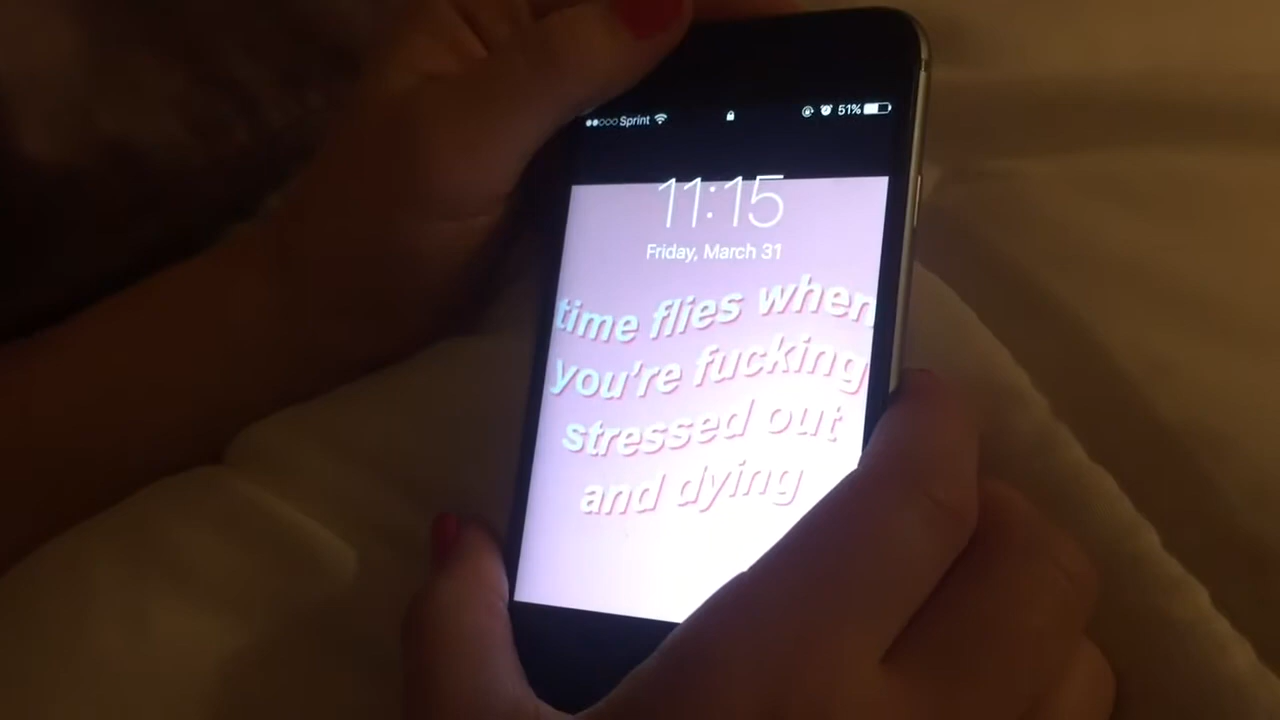 Sprint 51%
11:15
Friday, March 31
time flies when
you're fucking
stressed out
and dying